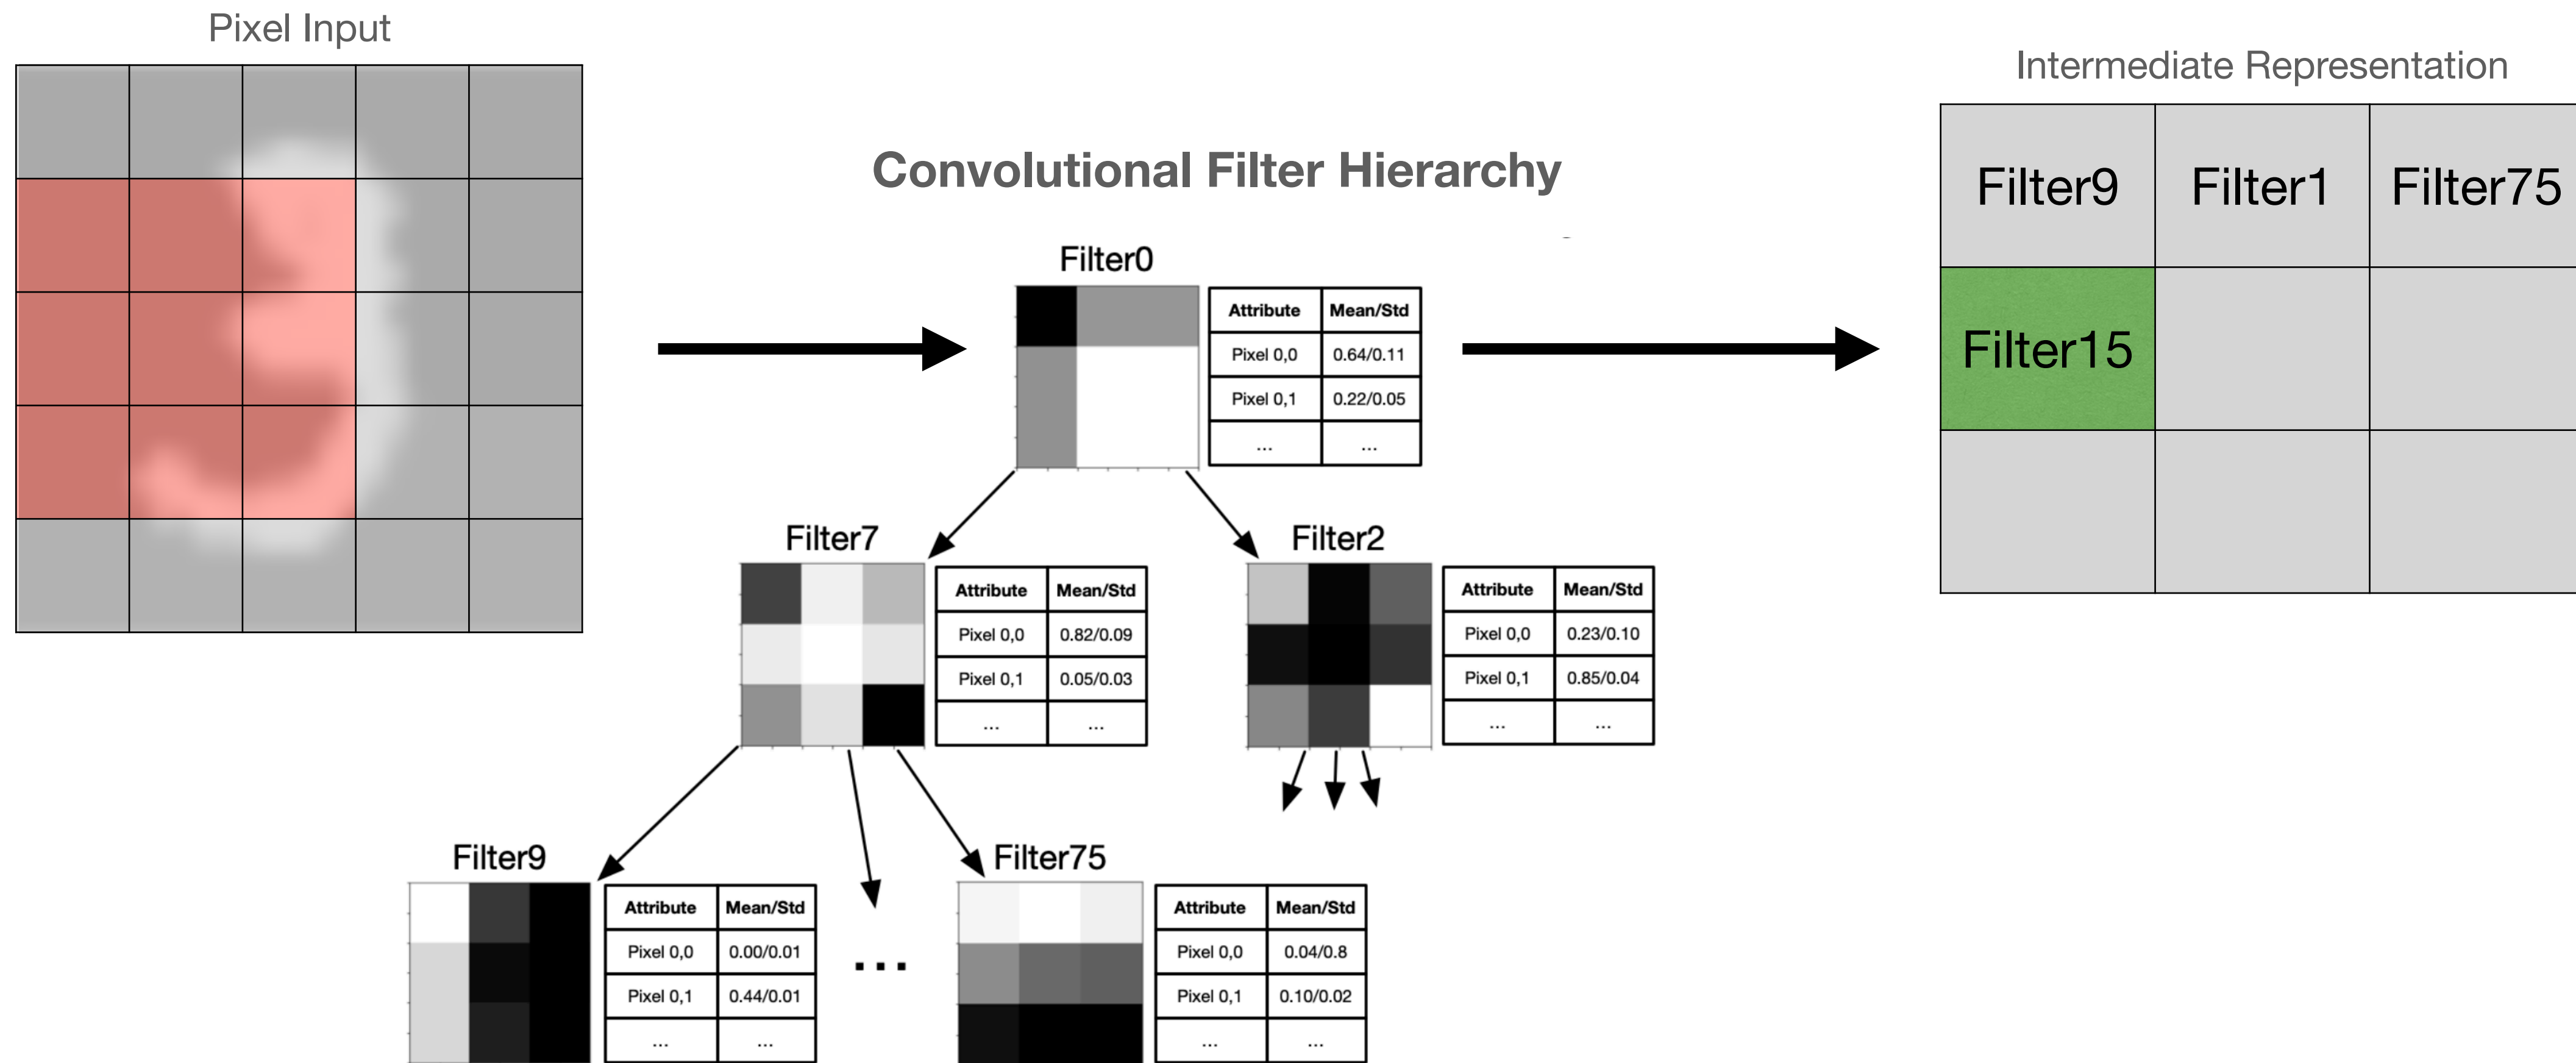 Pixel Input
Intermediate Representation
Convolutional Filter Hierarchy
Filter9 Filter1 Filter75
Filter15
Filter0
Attribute Mean/Std
Pixel 0,0 0.64/0.11
Pixel 0,1 0.22/0.05
... ...
Filter7
Attribute Mean/Std
Pixel 0,0 0.82/0.09
Pixel 0,1 0.05/0.03
... ...
Filter2
Attribute Mean/Std
Pixel 0,0 0.23/0.10
Pixel 0,1 0.85/0.04
... ...
Filter9
Attribute Mean/Std
Pixel 0,0 0.00/0.01
Pixel 0,1 0.44/0.01
... ...
...
Filter75
Attribute Mean/Std
Pixel 0,0 0.04/0.8
Pixel 0,1 0.10/0.02
... ...